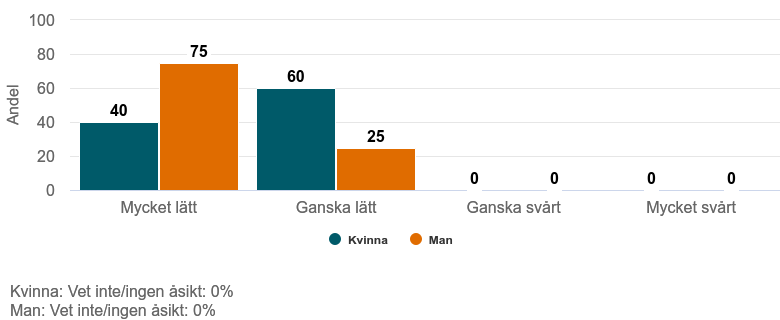 100
80
60
40
20
0
Andel
40
75
60
25
0
0
0
0
Mycket lätt
Ganska lätt
Ganska svårt
Mycket svårt
Kvinna
Man
Kvinna: Vet inte/ingen åsikt: 0%
Man: Vet inte/ingen åsikt: 0%